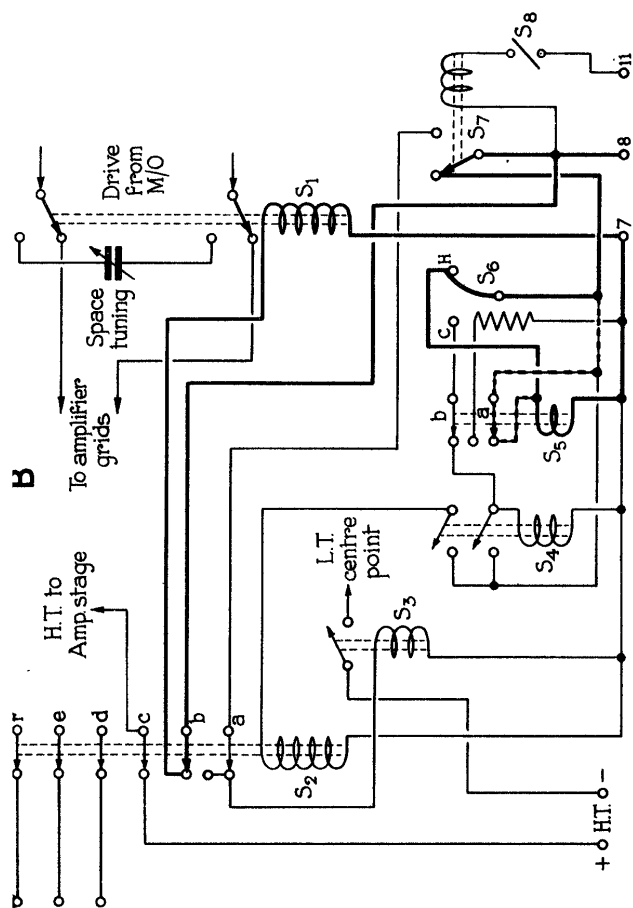 B
To amplifier
grids
Space
tuning
Drive
from
M/O
S1
H.T. to
Amp. stage
r
e
d
c
b
a
S2
L.T.
centre
point
S3
S4
b
a
S5
C
H
S6
S7
S8
+ H.T. −
7
8
11